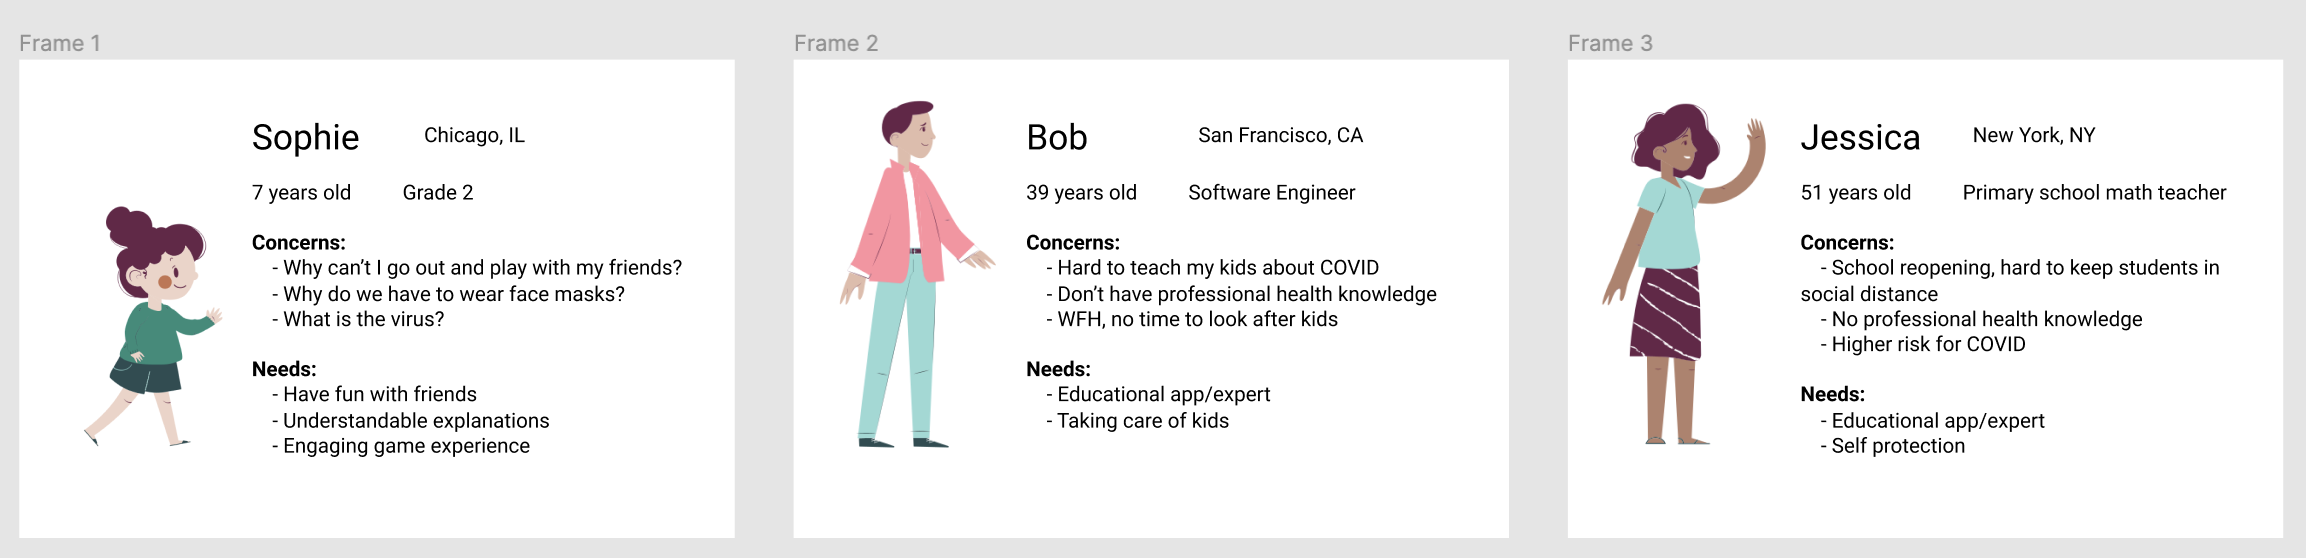 Frame 1
Sophie Chicago, IL
7 years old Grade 2
Concerns:
- Why can’t I go out and play with my friends?
- Why do we have to wear face masks?
- What is the virus?
Needs:
- Have fun with friends
- Understandable explanations
- Engaging game experience
Frame 2
Bob San Francisco, CA
39 years old Software Engineer
Concerns:
- Hard to teach my kids about COVID
- Don’t have professional health knowledge
- WFH, no time to look after kids
Needs:
- Educational app/expert
- Taking care of kids
Frame 3
Jessica New York, NY
51 years old Primary school math teacher
Concerns:
- School reopening, hard to keep students in
social distance
- No professional health knowledge
- Higher risk for COVID
Needs:
- Educational app/expert
- Self protection